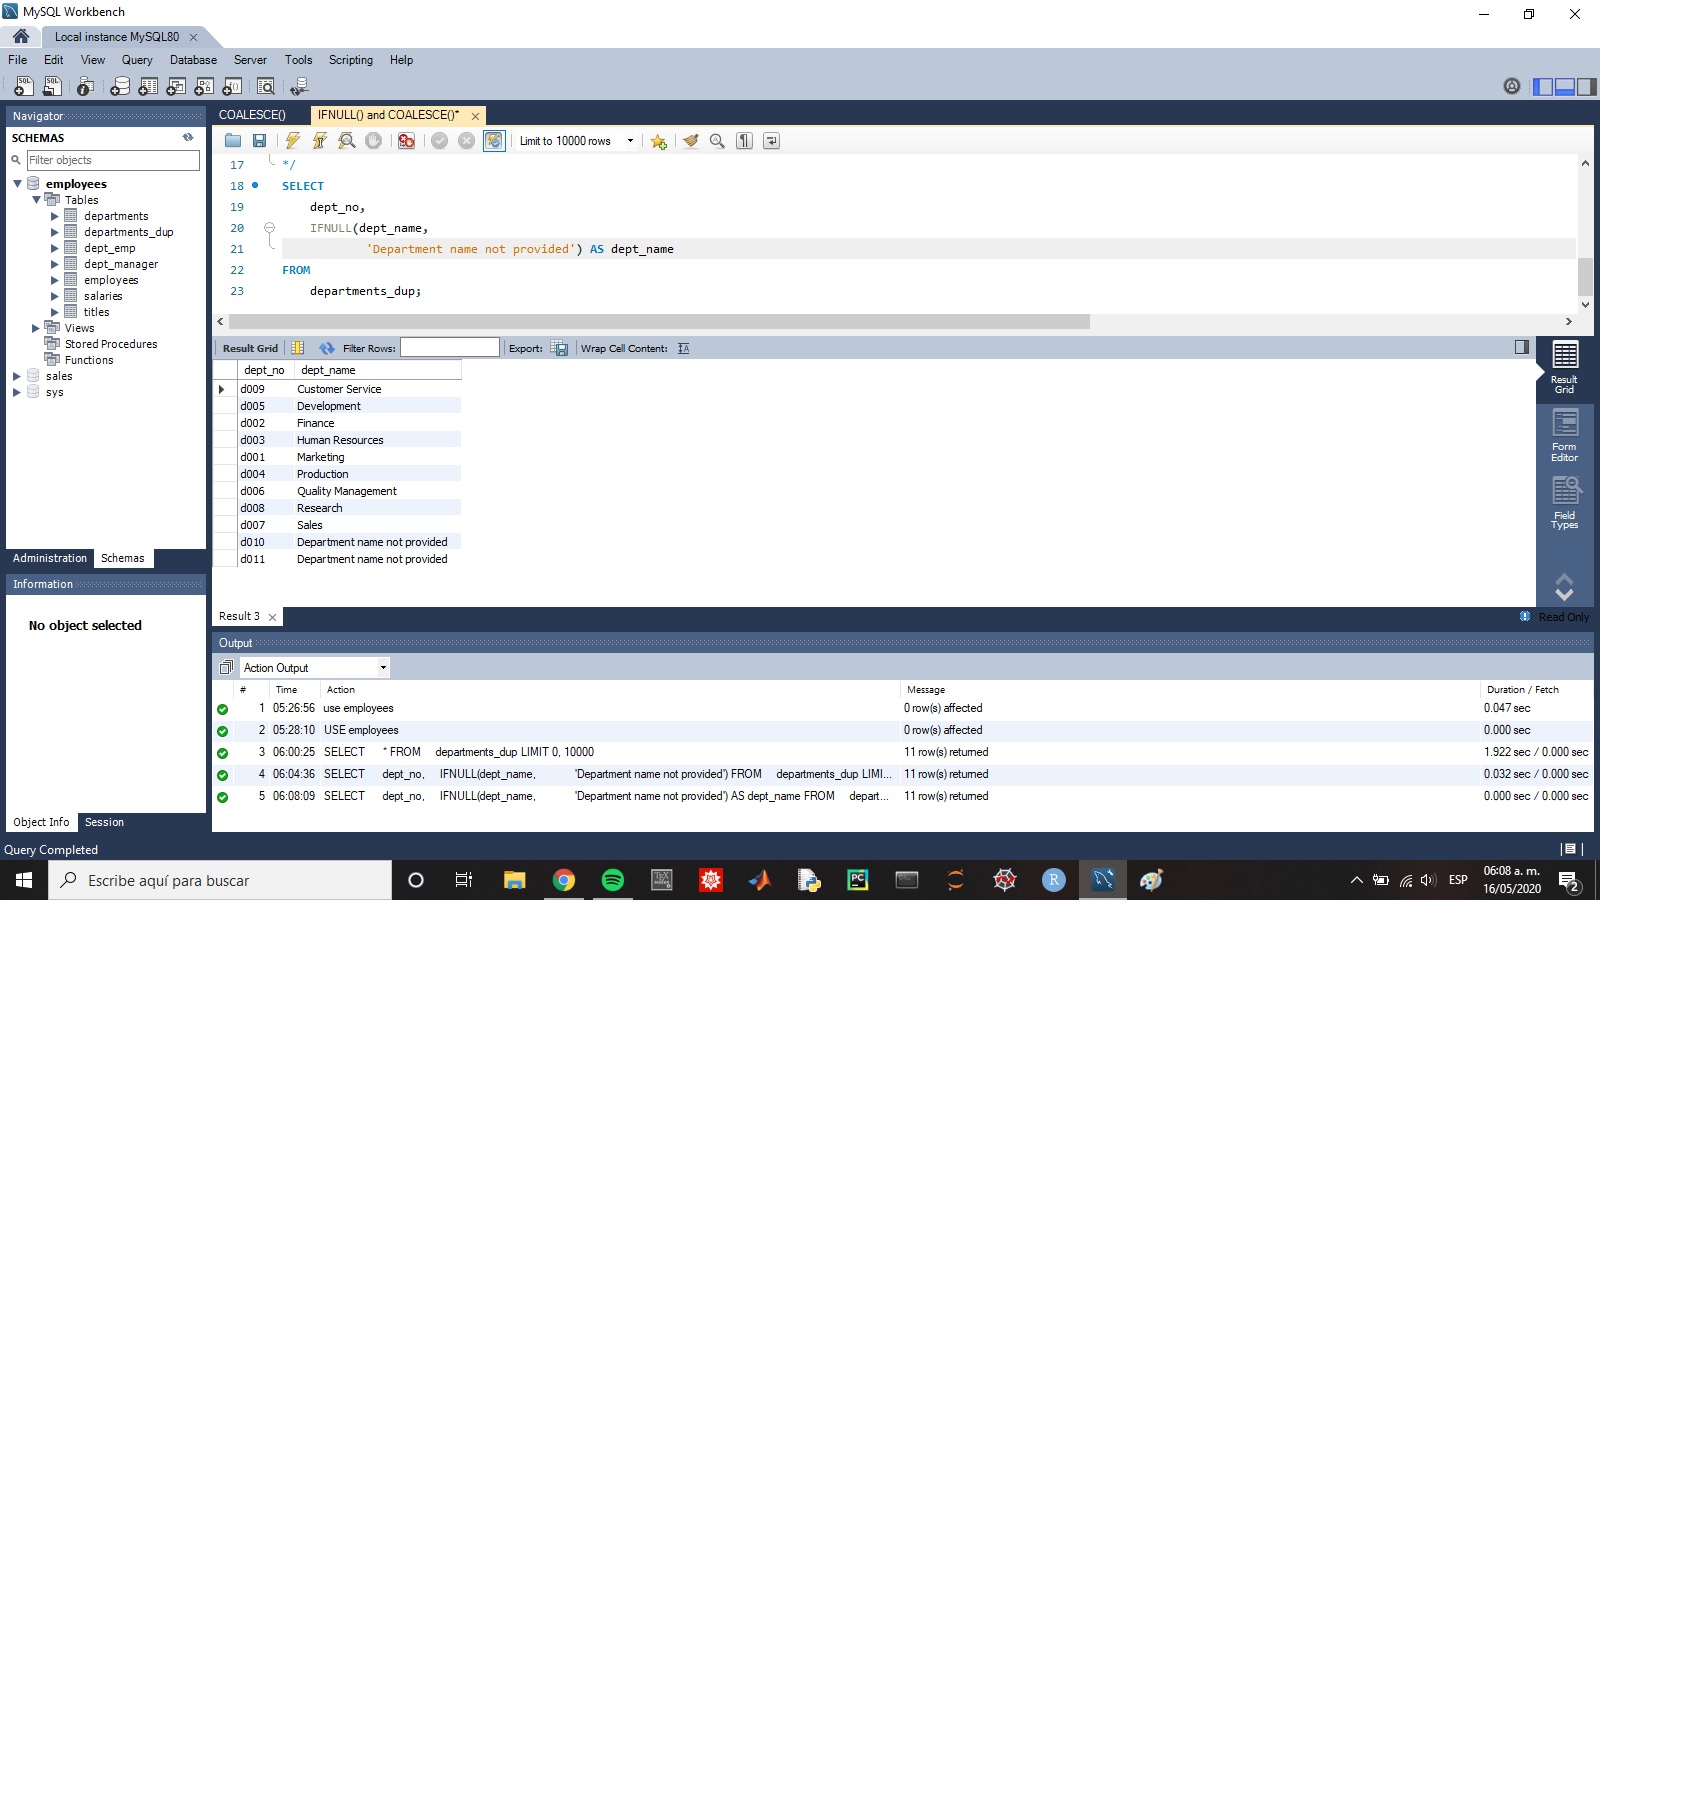 MySQL Workbench
Local instance MySQL80
File Edit View Query Database Server Tools Scripting Help
Navigator
SCHEMAS
Filter objects
employees
Tables
departments
departments_dup
dept_emp
dept_manager
employees
salaries
titles
Views
Stored Procedures
Functions
sales
sys
Administration Schemas
Information
No object selected
Object Info Session
COALESCE() IFNULL() and COALESCE()*
Limit to 10000 rows
17 */
18 SELECT
19 dept_no,
20 IFNULL(dept_name,
21 'Department name not provided') AS dept_name
22 FROM
23 departments_dup;
Result Grid Filter Rows: Export: Wrap Cell Content:
dept_no dept_name
d009 Customer Service
d005 Development
d002 Finance
d003 Human Resources
d001 Marketing
d004 Production
d006 Quality Management
d008 Research
d007 Sales
d010 Department name not provided
d011 Department name not provided
Result Grid
Form Editor
Field Types
Result 3
Read Only
Output
Action Output
# Time Action Message Duration / Fetch
1 05:26:56 use employees 0 row(s) affected 0.047 sec
2 05:28:10 USE employees 0 row(s) affected 0.000 sec
3 06:00:25 SELECT * FROM departments_dup LIMIT 0, 10000 11 row(s) returned 1.922 sec / 0.000 sec
4 06:04:36 SELECT dept_no, IFNULL(dept_name, 'Department name not provided') FROM departments_dup LIMI... 11 row(s) returned 0.032 sec / 0.000 sec
5 06:08:09 SELECT dept_no, IFNULL(dept_name, 'Department name not provided') AS dept_name FROM depart... 11 row(s) returned 0.000 sec / 0.000 sec
Query Completed
Escribe aquí para buscar
ESP
06:08 a. m.
16/05/2020
2